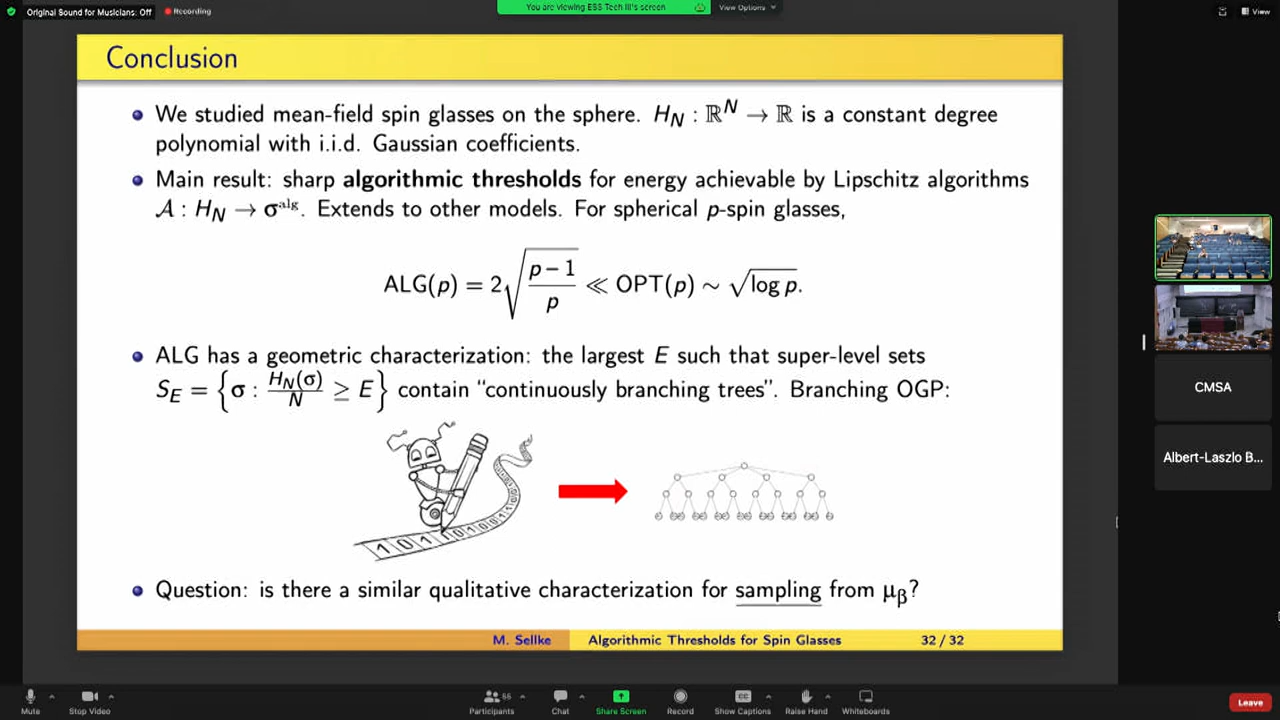 Original Sound for Musicians: Off
Recording
You are viewing ESS Tech III's screen
View Options
View
Conclusion
We studied mean-field spin glasses on the sphere. H_N : ℝ^N → ℝ is a constant degree
polynomial with i.i.d. Gaussian coefficients.
Main result: sharp algorithmic thresholds for energy achievable by Lipschitz algorithms
𝒜 : H_N → σ^alg. Extends to other models. For spherical p-spin glasses,
ALG(p) = 2√((p−1)/p) ≪ OPT(p) ∼ √(log p).
ALG has a geometric characterization: the largest E such that super-level sets
S_E = {σ : H_N(σ)/N ≥ E} contain "continuously branching trees". Branching OGP:
Question: is there a similar qualitative characterization for sampling from μ_β?
M. Sellke
Algorithmic Thresholds for Spin Glasses
32 / 32
CMSA
Albert-Laszlo B...
Mute
Stop Video
55
Participants
Chat
Share Screen
Record
CC
Show Captions
Raise Hand
Whiteboards
Leave